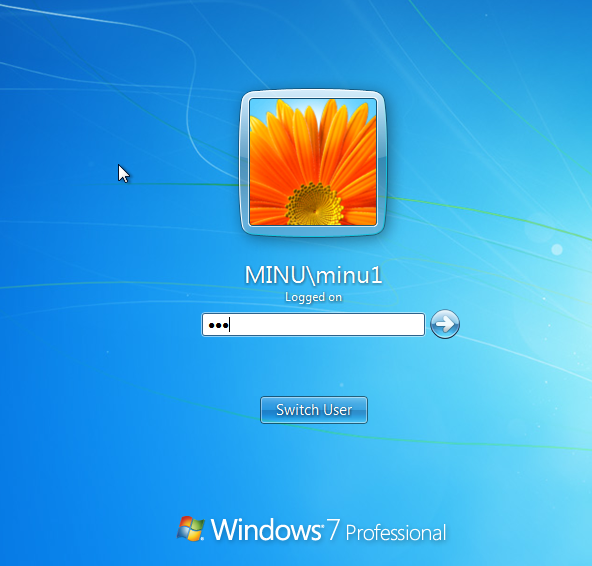 MINU\minu1
Logged on
•••
Switch User
Windows 7 Professional